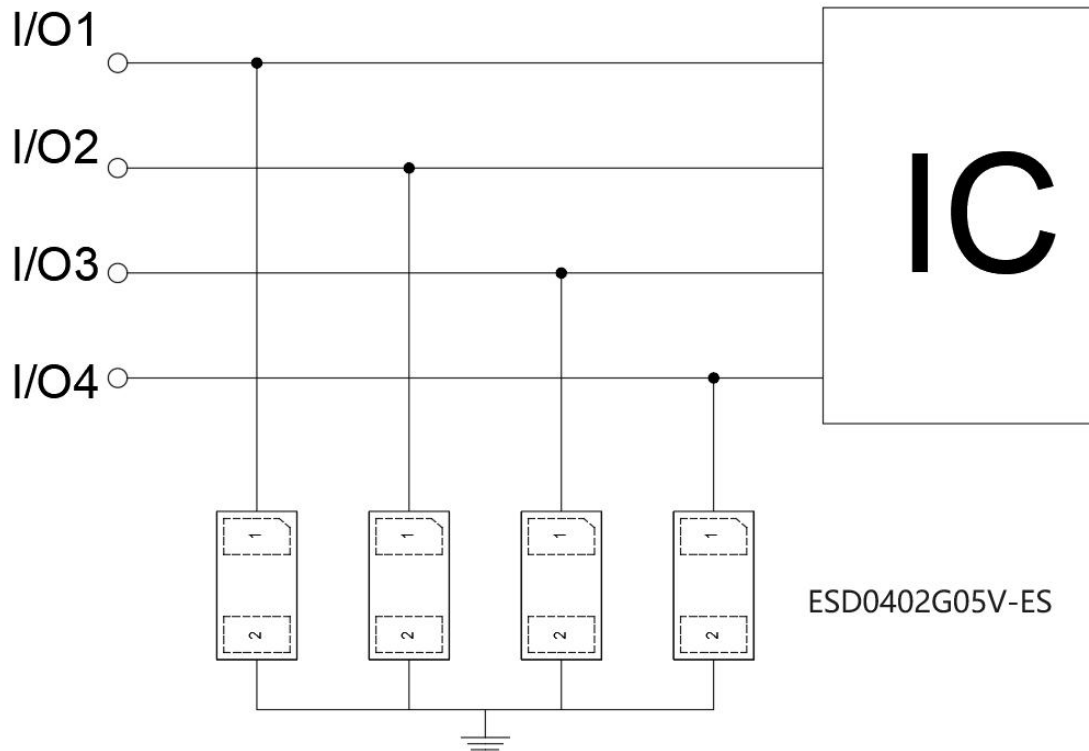 I/O1
I/O2
I/O3
I/O4
IC
1 1 1 1
2 2 2 2
ESD0402G05V-ES